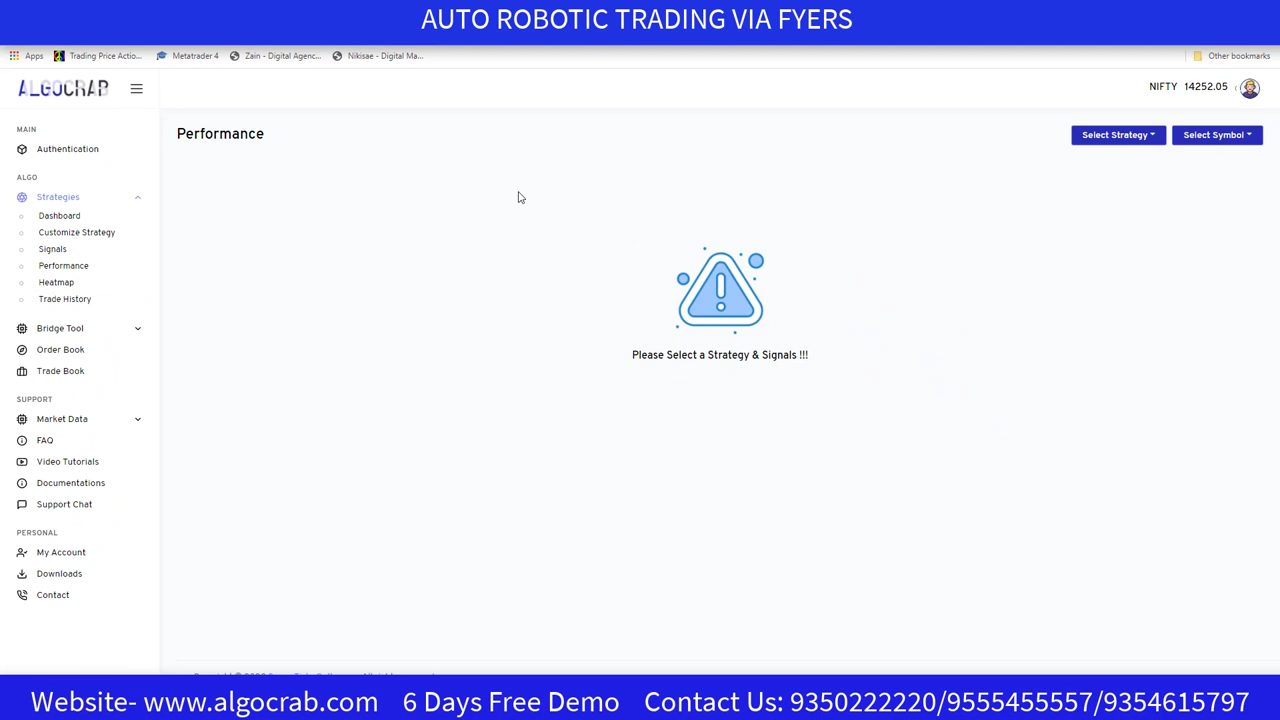 AUTO ROBOTIC TRADING VIA FYERS
Apps Trading Price Actio... Metatrader 4 Zain - Digital Agenc... Nikisae - Digital Ma... Other bookmarks
ALGOCRAB
NIFTY 14252.05
MAIN
Authentication
ALGO
Strategies
Dashboard
Customize Strategy
Signals
Performance
Heatmap
Trade History
Bridge Tool
Order Book
Trade Book
SUPPORT
Market Data
FAQ
Video Tutorials
Documentations
Support Chat
PERSONAL
My Account
Downloads
Contact
Performance
Select Strategy
Select Symbol
Please Select a Strategy & Signals !!!
Website- www.algocrab.com 6 Days Free Demo Contact Us: 9350222220/9555455557/9354615797